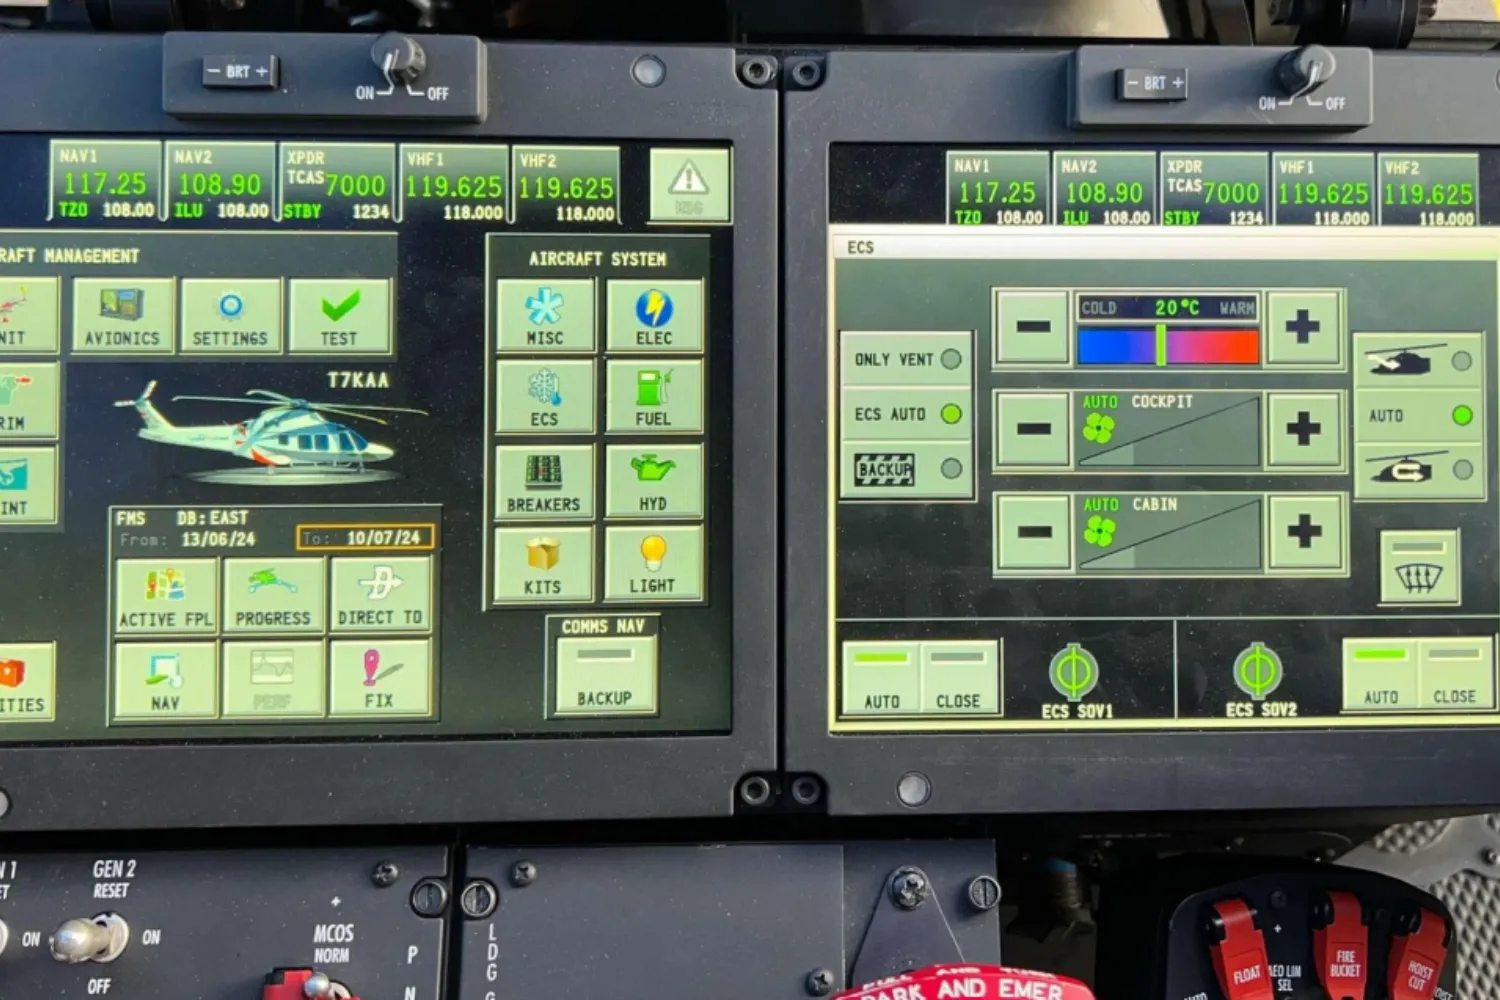 - BRT +
ON OFF
NAV1 NAV2 XPDR VHF1 VHF2
117.25 108.90 TCAS 7000 119.625 119.625
TZO 108.00 ILU 108.00 STBY 1234 118.000 118.000
MSG
RAFT MANAGEMENT
NIT
AVIONICS
SETTINGS
TEST
RIM
INT
T7KAA
FMS DB:EAST
From: 13/06/24 To: 10/07/24
ACTIVE FPL
PROGRESS
DIRECT TO
ITIES
NAV
PERF
FIX
AIRCRAFT SYSTEM
MISC
ELEC
ECS
FUEL
BREAKERS
HYD
KITS
LIGHT
COMMS NAV
BACKUP
- BRT +
ON OFF
NAV1 NAV2 XPDR VHF1 VHF2
117.25 108.90 TCAS 7000 119.625 119.625
TZO 108.00 ILU 108.00 STBY 1234 118.000 118.000
ECS
ONLY VENT
ECS AUTO
BACKUP
COLD 20°C WARM
- +
AUTO COCKPIT
- +
AUTO CABIN
- +
AUTO
AUTO
CLOSE
ECS SOV1
ECS SOV2
AUTO
CLOSE
N 1
ET
ON
GEN 2
RESET
ON
OFF
+
MCOS
NORM
P
N
L
D
G
PARK AND EMER
FLOAT
+
SEL
FIRE
BUCKET
HOIST
CUT